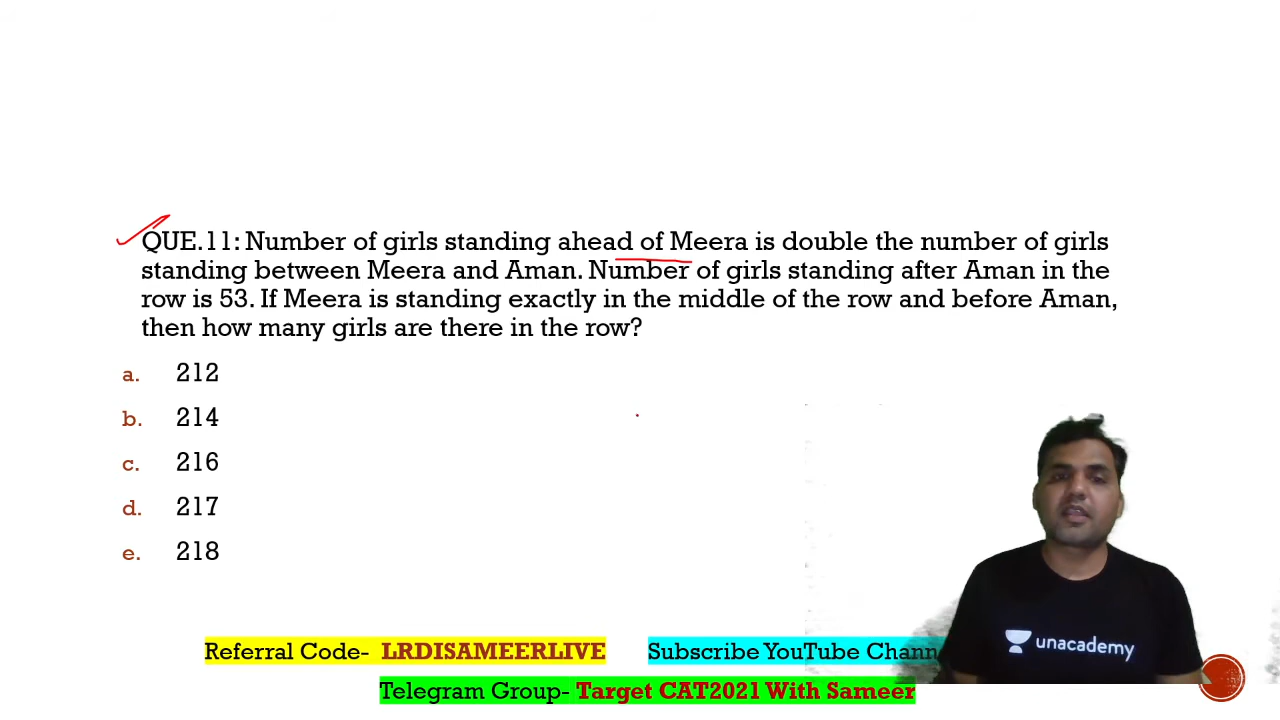 QUE.11: Number of girls standing ahead of Meera is double the number of girls
standing between Meera and Aman. Number of girls standing after Aman in the
row is 53. If Meera is standing exactly in the middle of the row and before Aman,
then how many girls are there in the row?
a. 212
b. 214
c. 216
d. 217
e. 218
unacademy
Referral Code- LRDISAMEERLIVE Subscribe YouTube Chann
Telegram Group- Target CAT2021 With Sameer